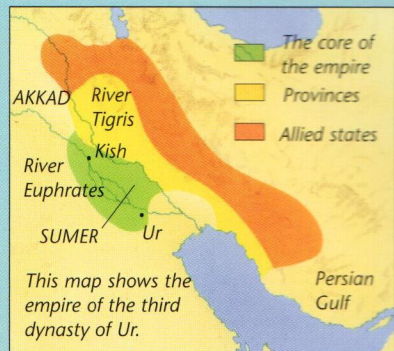 The core of
the empire
Provinces
Allied states
AKKAD
River
Tigris
Kish
River
Euphrates
SUMER
Ur
This map shows the
empire of the third
dynasty of Ur.
Persian
Gulf